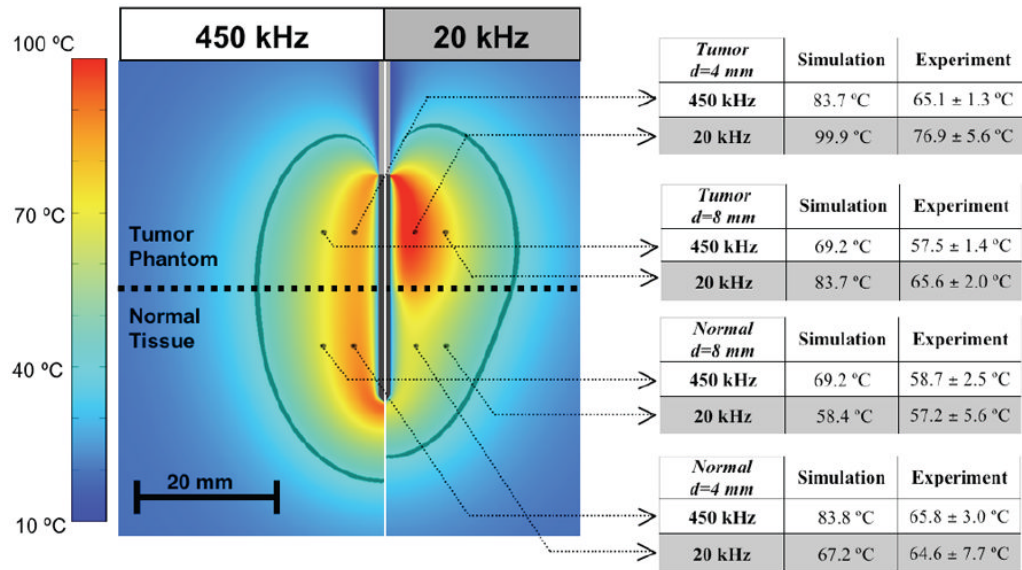 450 kHz
20 kHz
100 ºC
70 ºC
40 ºC
10 ºC
Tumor
Phantom
Normal
Tissue
20 mm
Tumor
d=4 mm
Simulation
Experiment
450 kHz
83.7 ºC
65.1 ± 1.3 ºC
20 kHz
99.9 ºC
76.9 ± 5.6 ºC
Tumor
d=8 mm
Simulation
Experiment
450 kHz
69.2 ºC
57.5 ± 1.4 ºC
20 kHz
83.7 ºC
65.6 ± 2.0 ºC
Normal
d=8 mm
Simulation
Experiment
450 kHz
69.2 ºC
58.7 ± 2.5 ºC
20 kHz
58.4 ºC
57.2 ± 5.6 ºC
Normal
d=4 mm
Simulation
Experiment
450 kHz
83.8 ºC
65.8 ± 3.0 ºC
20 kHz
67.2 ºC
64.6 ± 7.7 ºC